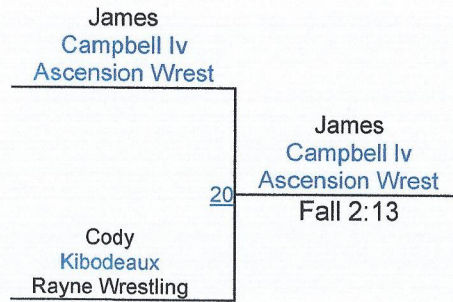 James
Campbell Iv
Ascension Wrest
James
Campbell Iv
Ascension Wrest
20
Fall 2:13
Cody
Kibodeaux
Rayne Wrestling